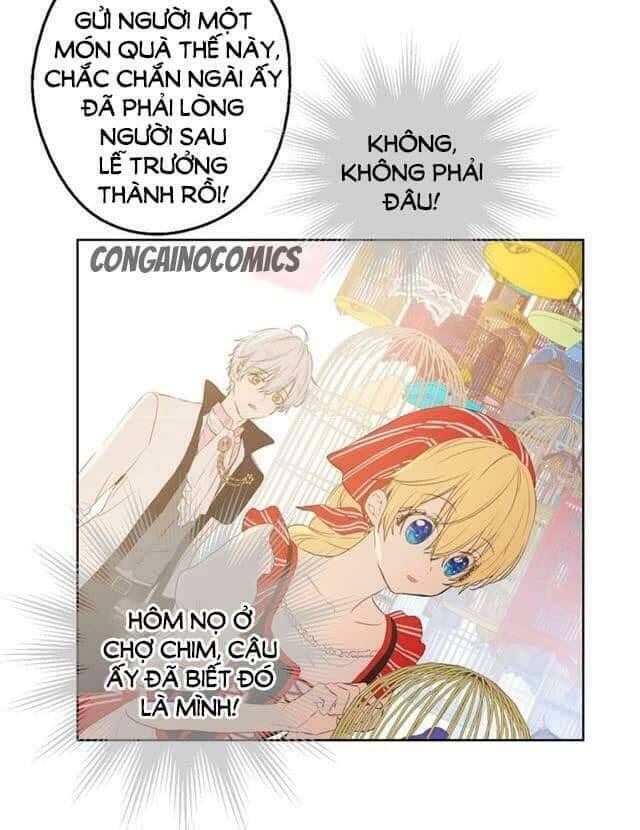 GỬI NGƯỜI MỘT
MÓN QUÀ THẾ NÀY,
CHẮC CHẮN NGÀI ẤY
ĐÃ PHẢI LÒNG
NGƯỜI SAU
LỄ TRƯỞNG
THÀNH RỒI!
KHÔNG,
KHÔNG PHẢI
ĐÂU!
CONGAINOCOMICS
HÔM NỌ Ở
CHỢ CHIM, CẬU
ẤY ĐÃ BIẾT ĐÓ
LÀ MÌNH!